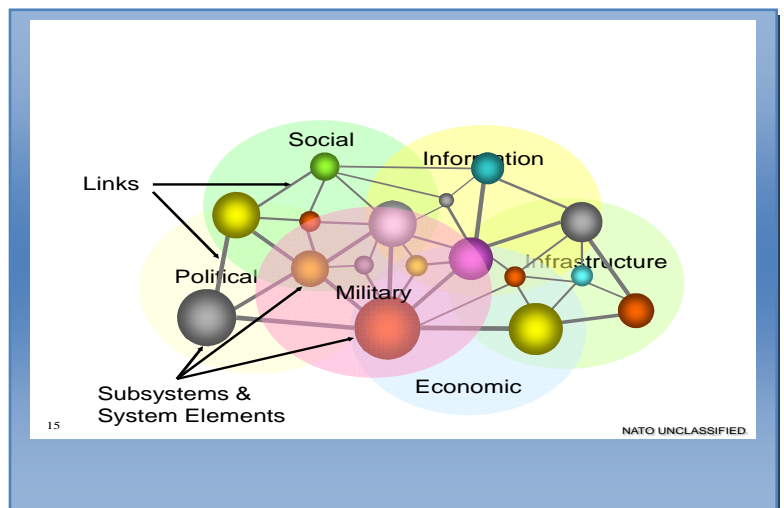 Social
Information
Links
Political
Infrastructure
Military
Economic
Subsystems &
System Elements
15
NATO UNCLASSIFIED